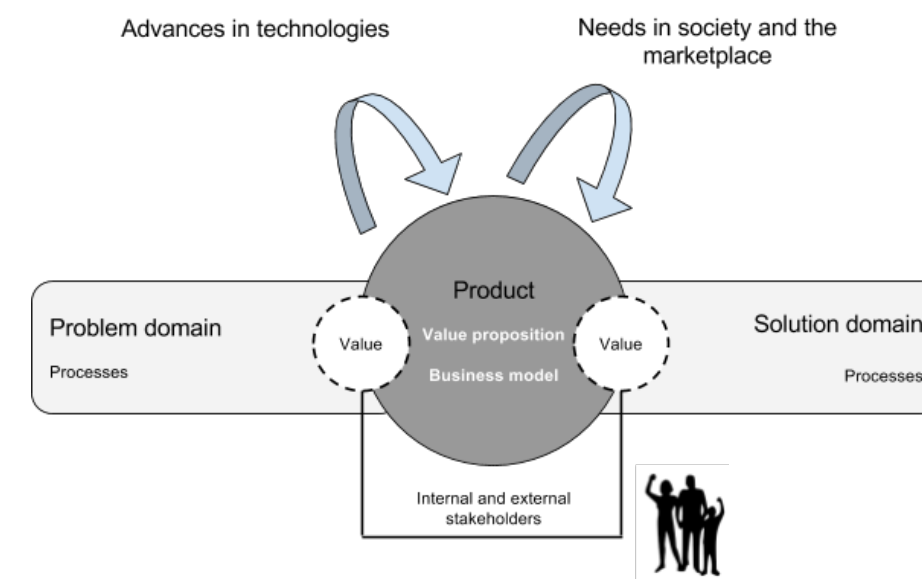 Advances in technologies
Needs in society and the
marketplace
Product
Problem domain
Solution domain
Value proposition
Value
Value
Processes
Business model
Processes
Internal and external
stakeholders